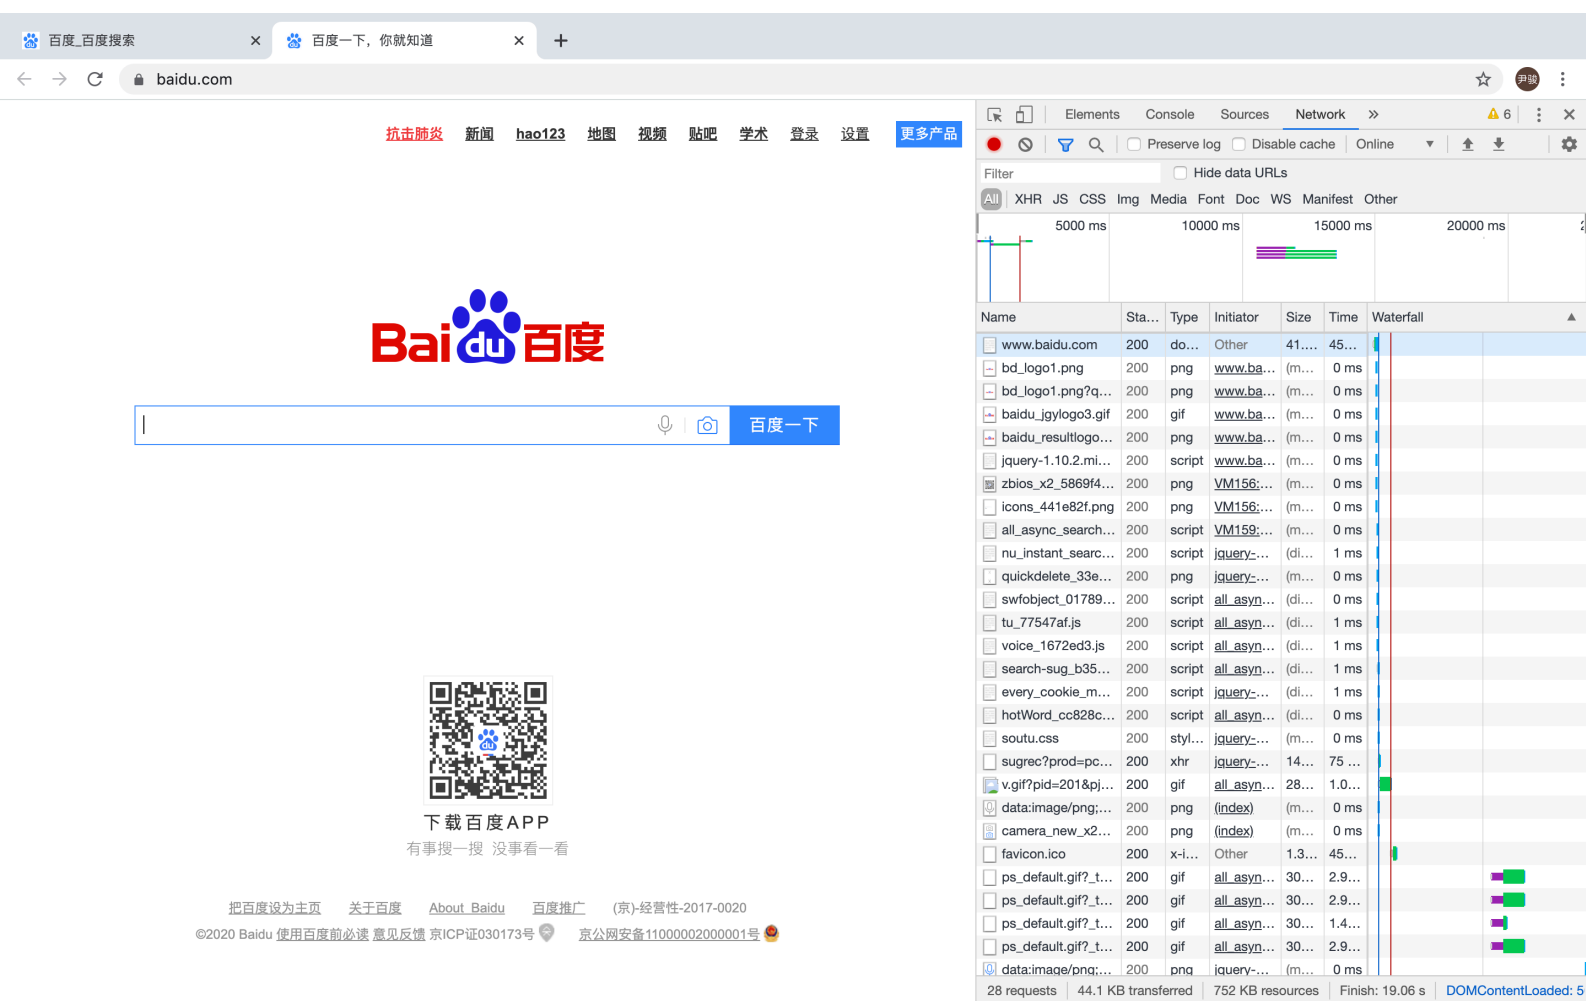 百度_百度搜索
百度一下，你就知道
baidu.com
尹骏
抗击肺炎 新闻 hao123 地图 视频 贴吧 学术 登录 设置 更多产品
Bai du 百度
百度一下
下载百度APP
有事搜一搜 没事看一看
把百度设为主页 关于百度 About Baidu 百度推广 (京)-经营性-2017-0020
©2020 Baidu 使用百度前必读 意见反馈 京ICP证030173号 京公网安备11000002000001号
Elements Console Sources Network 6
Preserve log Disable cache Online
Filter Hide data URLs
All XHR JS CSS Img Media Font Doc WS Manifest Other
5000 ms 10000 ms 15000 ms 20000 ms
Name Sta... Type Initiator Size Time Waterfall
www.baidu.com 200 do... Other 41.... 45...
bd_logo1.png 200 png www.ba... (m... 0 ms
bd_logo1.png?q... 200 png www.ba... (m... 0 ms
baidu_jgylogo3.gif 200 gif www.ba... (m... 0 ms
baidu_resultlogo... 200 png www.ba... (m... 0 ms
jquery-1.10.2.mi... 200 script www.ba... (m... 0 ms
zbios_x2_5869f4... 200 png VM156:... (m... 0 ms
icons_441e82f.png 200 png VM156:... (m... 0 ms
all_async_search... 200 script VM159:... (m... 0 ms
nu_instant_searc... 200 script jquery-... (di... 1 ms
quickdelete_33e... 200 png jquery-... (m... 0 ms
swfobject_01789... 200 script all_asyn... (di... 0 ms
tu_77547af.js 200 script all_asyn... (di... 1 ms
voice_1672ed3.js 200 script all_asyn... (di... 1 ms
search-sug_b35... 200 script all_asyn... (di... 1 ms
every_cookie_m... 200 script jquery-... (di... 1 ms
hotWord_cc828c... 200 script all_asyn... (di... 0 ms
soutu.css 200 styl... jquery-... (m... 0 ms
sugrec?prod=pc... 200 xhr jquery-... 14... 75 ...
v.gif?pid=201&pj... 200 gif all_asyn... 28... 1.0...
data:image/png;... 200 png (index) (m... 0 ms
camera_new_x2... 200 png (index) (m... 0 ms
favicon.ico 200 x-i... Other 1.3... 45...
ps_default.gif?_t... 200 gif all_asyn... 30... 2.9...
ps_default.gif?_t... 200 gif all_asyn... 30... 2.9...
ps_default.gif?_t... 200 gif all_asyn... 30... 1.4...
ps_default.gif?_t... 200 gif all_asyn... 30... 2.9...
data:image/png;... 200 png jquery-... (m... 0 ms
28 requests 44.1 KB transferred 752 KB resources Finish: 19.06 s DOMContentLoaded: 5